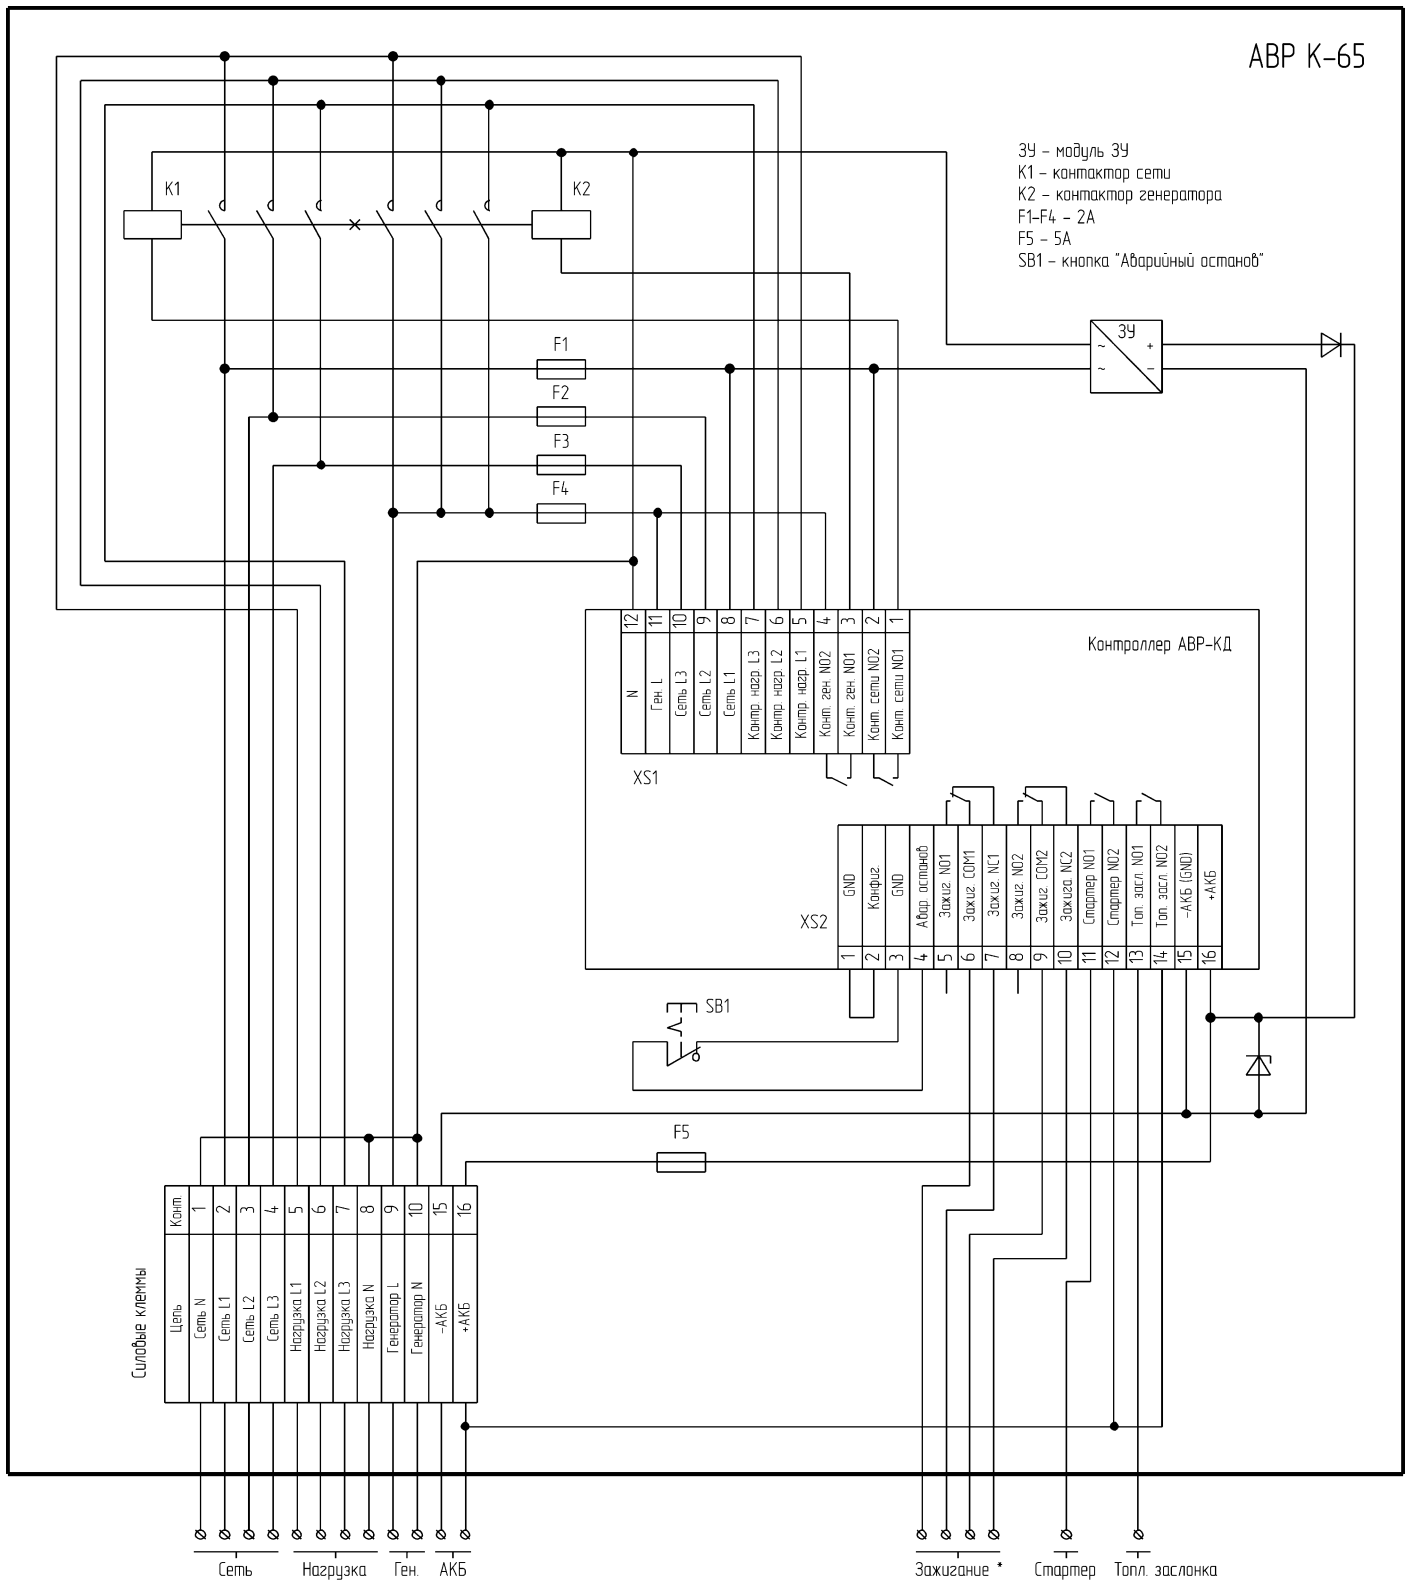 АВР К-65
ЗУ - модуль ЗУ
К1 - контактор сети
К2 - контактор генератора
F1-F4 - 2А
F5 - 5А
SB1 - кнопка "Аварийный останов"
К1
К2
ЗУ
~ +
~ -
F1
F2
F3
F4
Контроллер АВР-КД
12 11 10 9 8 7 6 5 4 3 2 1
N
Ген. L
Сеть L3
Сеть L2
Сеть L1
Контр. нагр. L3
Контр. нагр. L2
Контр. нагр. L1
Конт. ген. NO2
Конт. ген. NO1
Конт. сети NO2
Конт. сети NO1
XS1
XS2
GND
Конфиг.
GND
Авар. останов
Зажиг. NO1
Зажиг. COM1
Зажиг. NC1
Зажиг. NO2
Зажиг. COM2
Зажига. NC2
Стартер NO1
Стартер NO2
Топ. засл. NO1
Топ. засл. NO2
-АКБ (GND)
+АКБ
1 2 3 4 5 6 7 8 9 10 11 12 13 14 15 16
SB1
F5
Силовые клеммы
Конт. 1 2 3 4 5 6 7 8 9 10 15 16
Цепь
Сеть N
Сеть L1
Сеть L2
Сеть L3
Нагрузка L1
Нагрузка L2
Нагрузка L3
Нагрузка N
Генератор L
Генератор N
-АКБ
+АКБ
Сеть Нагрузка Ген. АКБ Зажигание * Стартер Топл. заслонка